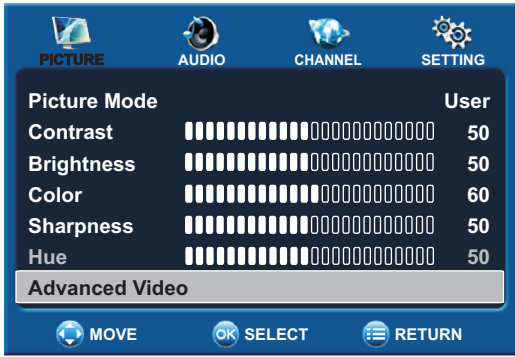 PICTURE AUDIO CHANNEL SETTING
Picture Mode User
Contrast 50
Brightness 50
Color 60
Sharpness 50
Hue 50
Advanced Video
MOVE OK SELECT RETURN